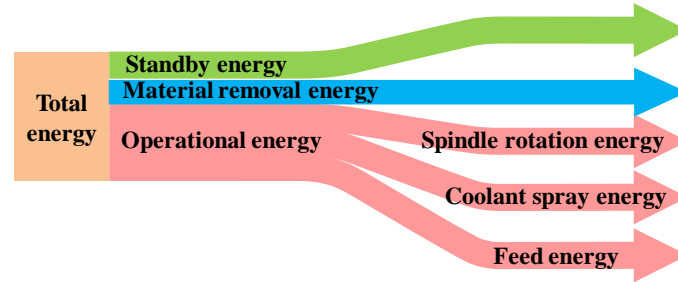 Total
energy
Standby energy
Material removal energy
Operational energy
Spindle rotation energy
Coolant spray energy
Feed energy